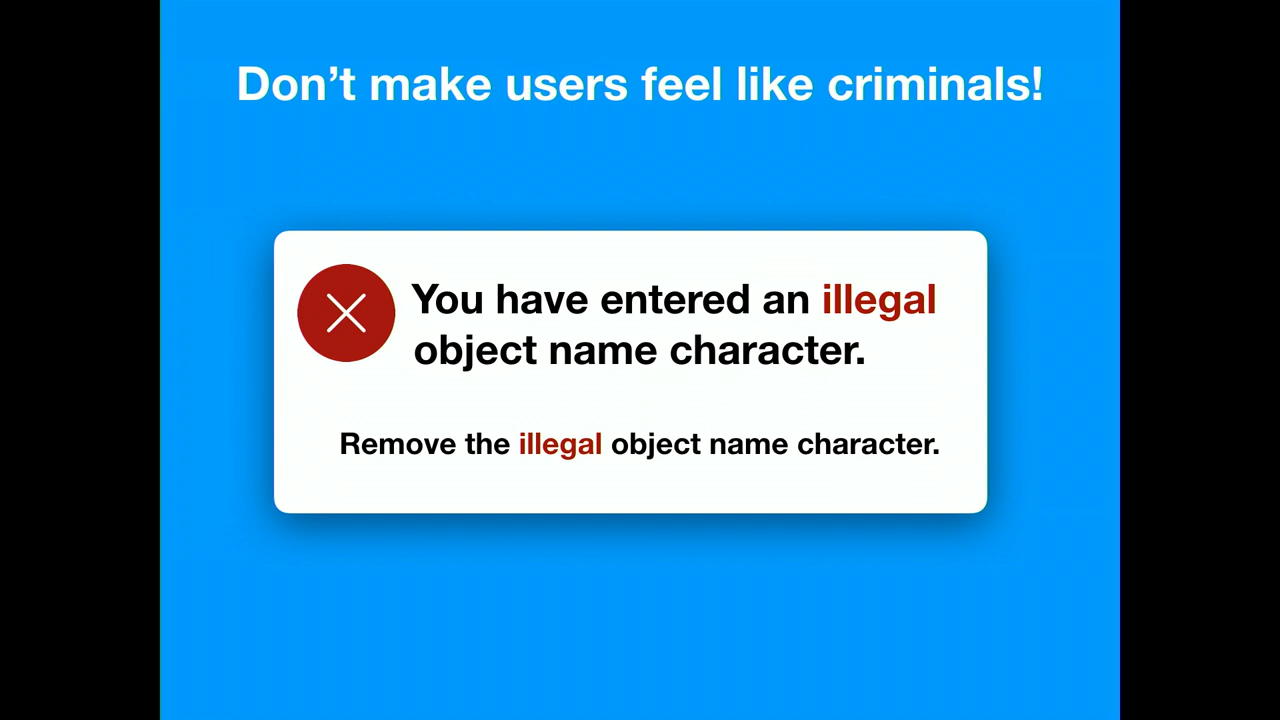 Don’t make users feel like criminals!
You have entered an illegal
object name character.
Remove the illegal object name character.